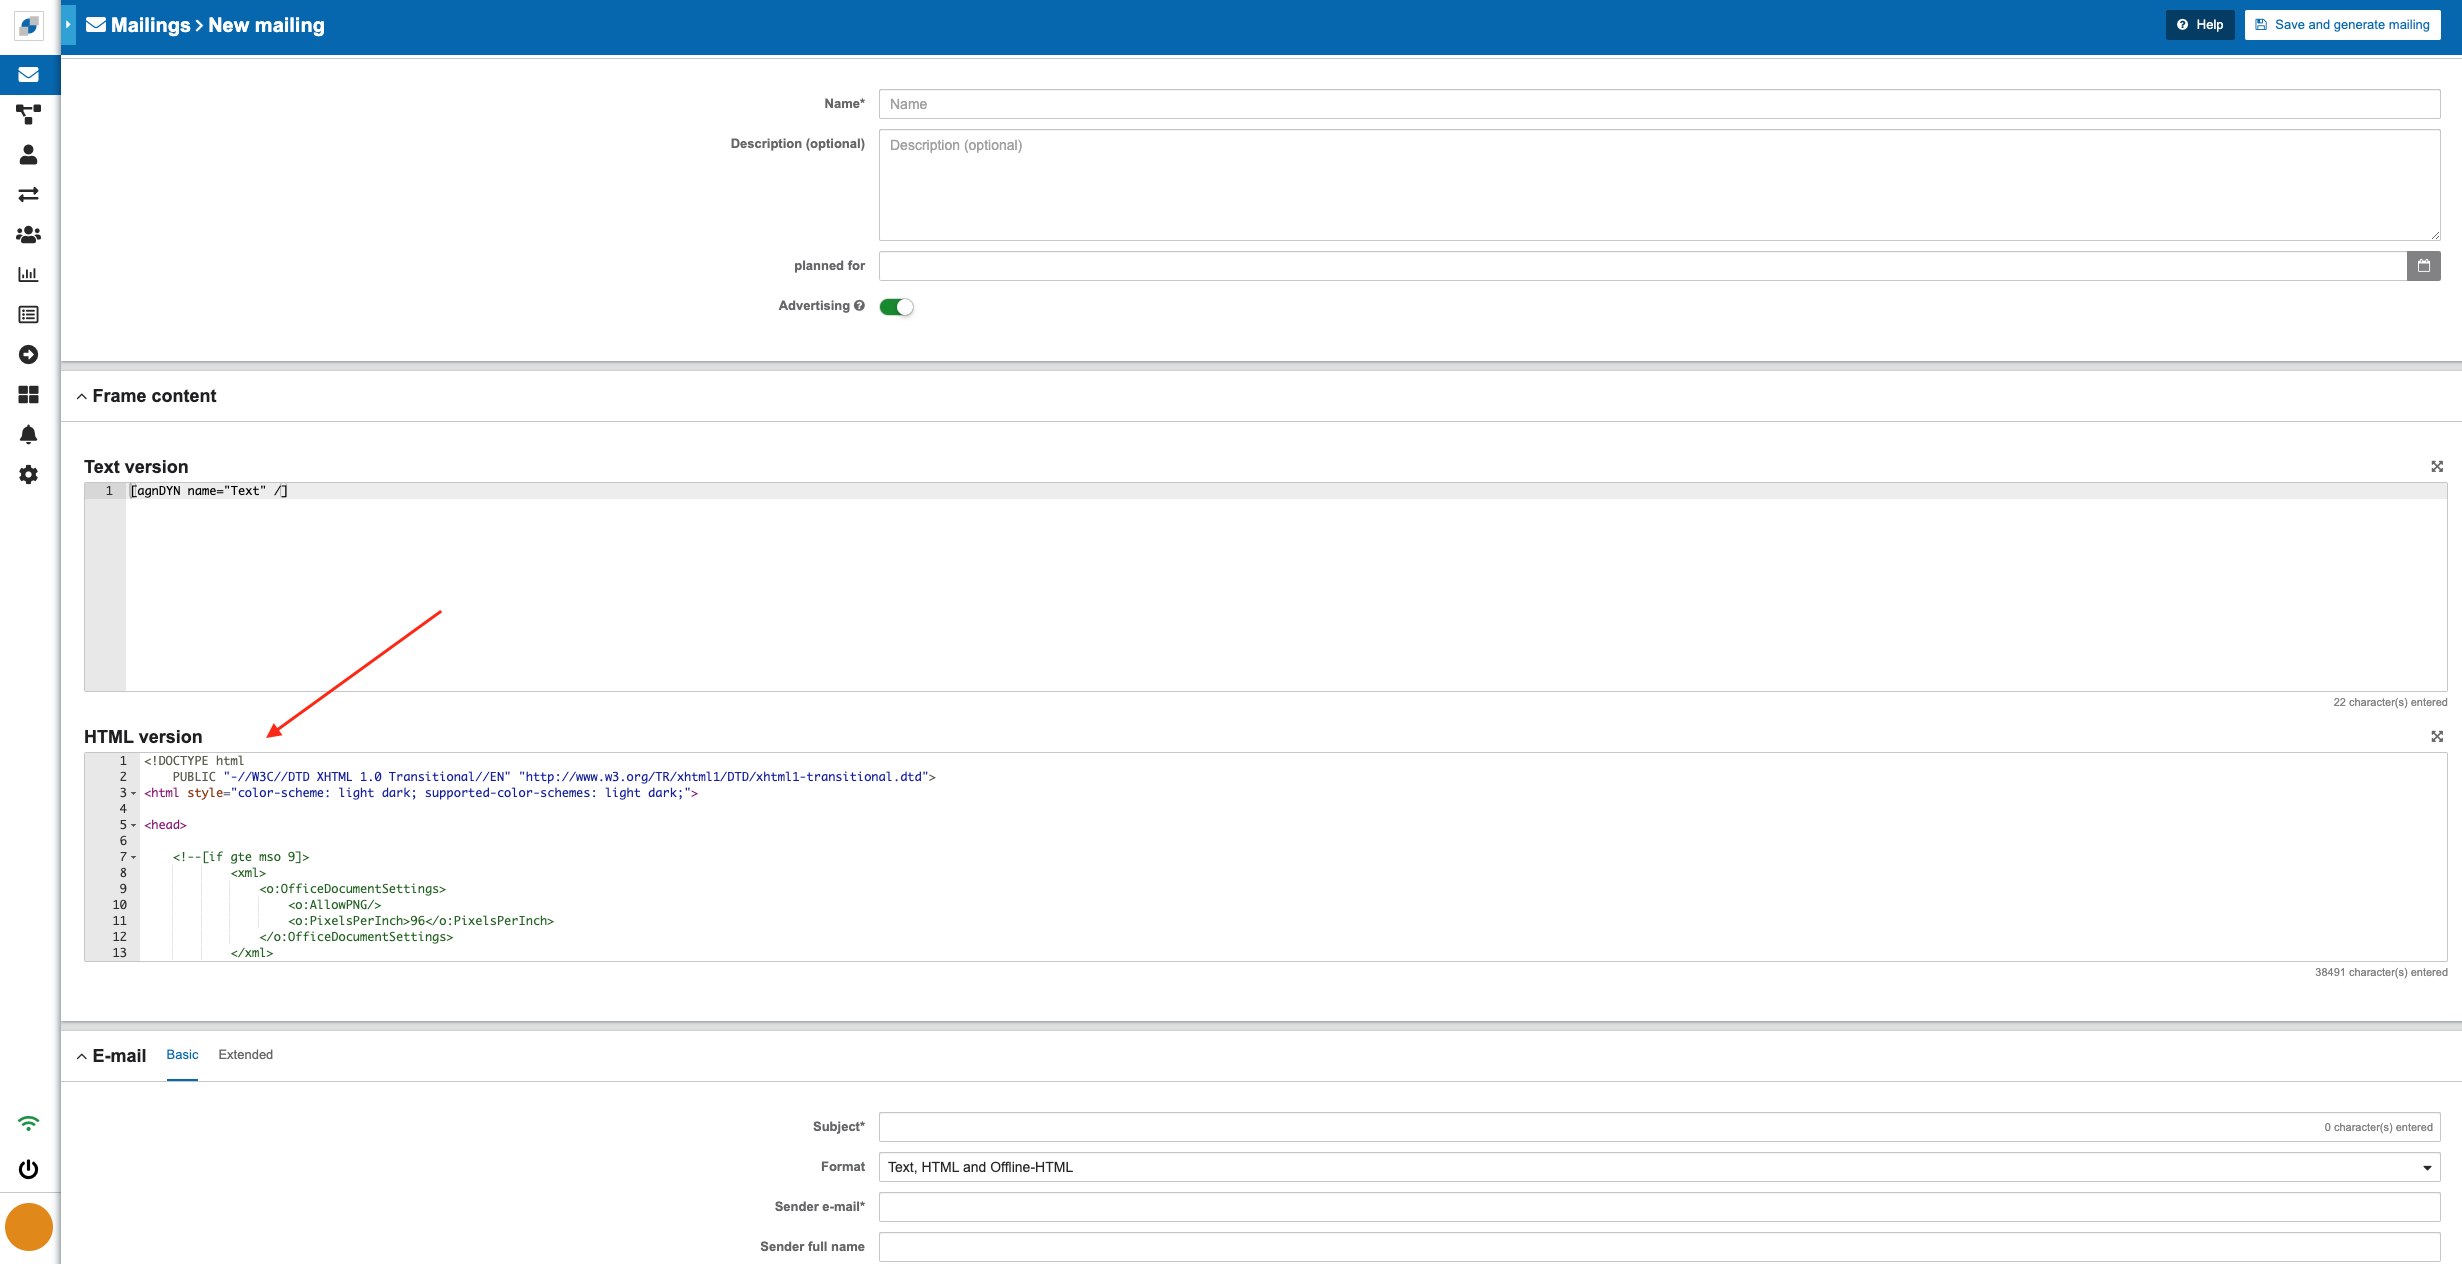 Mailings > New mailing
Help
Save and generate mailing
Name*
Name
Description (optional)
Description (optional)
planned for
Advertising
Frame content
Text version
1 [agnDYN name="Text" /]
22 character(s) entered
HTML version
1 <!DOCTYPE html
2 PUBLIC "-//W3C//DTD XHTML 1.0 Transitional//EN" "http://www.w3.org/TR/xhtml1/DTD/xhtml1-transitional.dtd">
3 <html style="color-scheme: light dark; supported-color-schemes: light dark;">
4
5 <head>
6
7 <!--[if gte mso 9]>
8 <xml>
9 <o:OfficeDocumentSettings>
10 <o:AllowPNG/>
11 <o:PixelsPerInch>96</o:PixelsPerInch>
12 </o:OfficeDocumentSettings>
13 </xml>
38491 character(s) entered
E-mail Basic Extended
Subject*
0 character(s) entered
Format
Text, HTML and Offline-HTML
Sender e-mail*
Sender full name